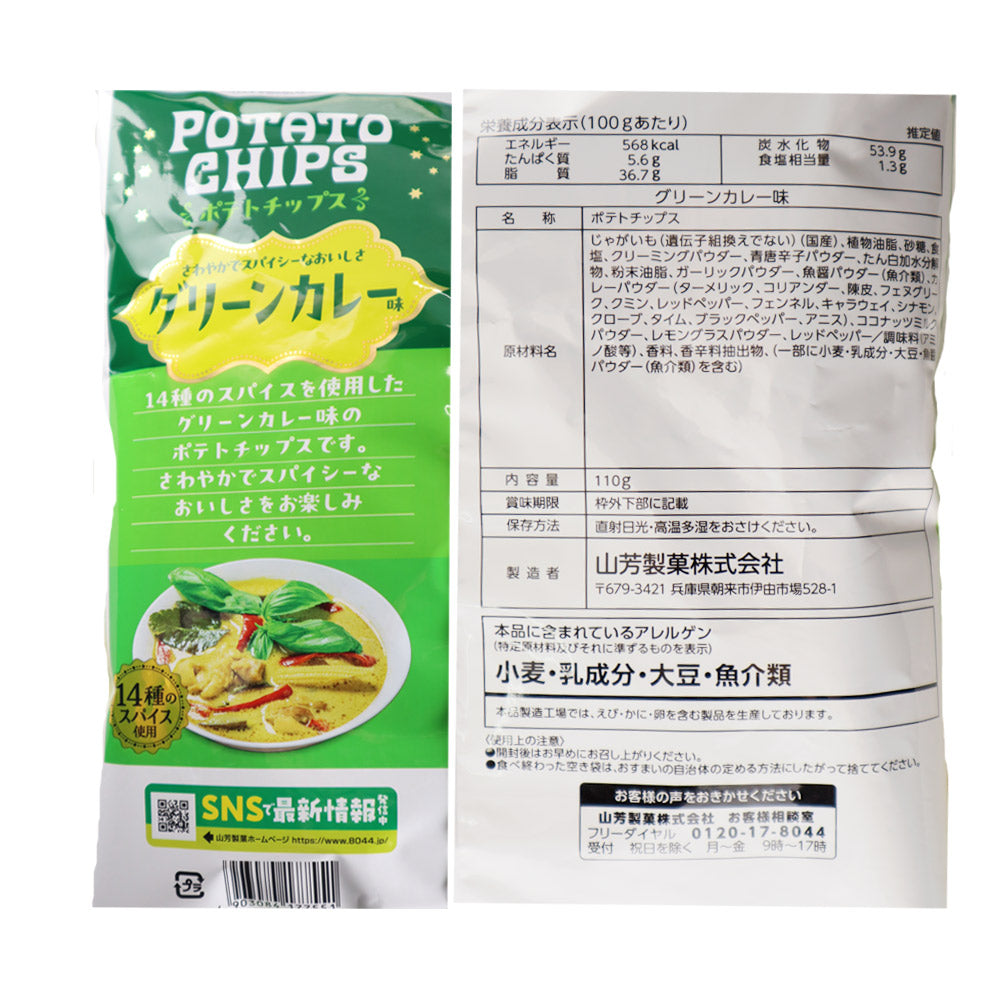 POTATO
CHIPS
ポテトチップス
さわやかでスパイシーなおいしさ
グリーンカレー味
14種のスパイスを使用した
グリーンカレー味の
ポテトチップスです。
さわやかでスパイシーな
おいしさをお楽しみ
ください。
14種の
スパイス
使用
SNSで最新情報発信中
山芳製菓ホームページ https://www.8044.jp/
プラ
栄養成分表示(100gあたり)
推定値
エネルギー 568kcal
たんぱく質 5.6g
脂質 36.7g
炭水化物 53.9g
食塩相当量 1.3g
グリーンカレー味
名称 ポテトチップス
原材料名
じゃがいも(遺伝子組換えでない)(国産)、植物油脂、砂糖、食
塩、クリーミングパウダー、青唐辛子パウダー、たん白加水分解
物、粉末油脂、ガーリックパウダー、魚醤パウダー(魚介類)、カ
レーパウダー(ターメリック、コリアンダー、陳皮、フェヌグリー
ク、クミン、レッドペッパー、フェンネル、キャラウェイ、シナモン、
クローブ、タイム、ブラックペッパー、アニス)、ココナッツミルク
パウダー、レモングラスパウダー、レッドペッパー/調味料(アミ
ノ酸等)、香料、香辛料抽出物、(一部に小麦・乳成分・大豆・魚醤
パウダー(魚介類)を含む)
内容量 110g
賞味期限 枠外下部に記載
保存方法 直射日光・高温多湿をおさけください。
製造者 山芳製菓株式会社
〒679-3421 兵庫県朝来市伊由市場528-1
本品に含まれているアレルゲン
(特定原材料及びそれに準ずるものを表示)
小麦・乳成分・大豆・魚介類
本品製造工場では、えび・かに・卵を含む製品を生産しております。
〈使用上の注意〉
●開封後はお早めにお召し上がりください。
●食べ終わった空き袋は、おすまいの自治体の定める方法にしたがって捨ててください。
お客様の声をおきかせください
山芳製菓株式会社 お客様相談室
フリーダイヤル 0120-17-8044
受付 祝日を除く 月～金 9時～17時